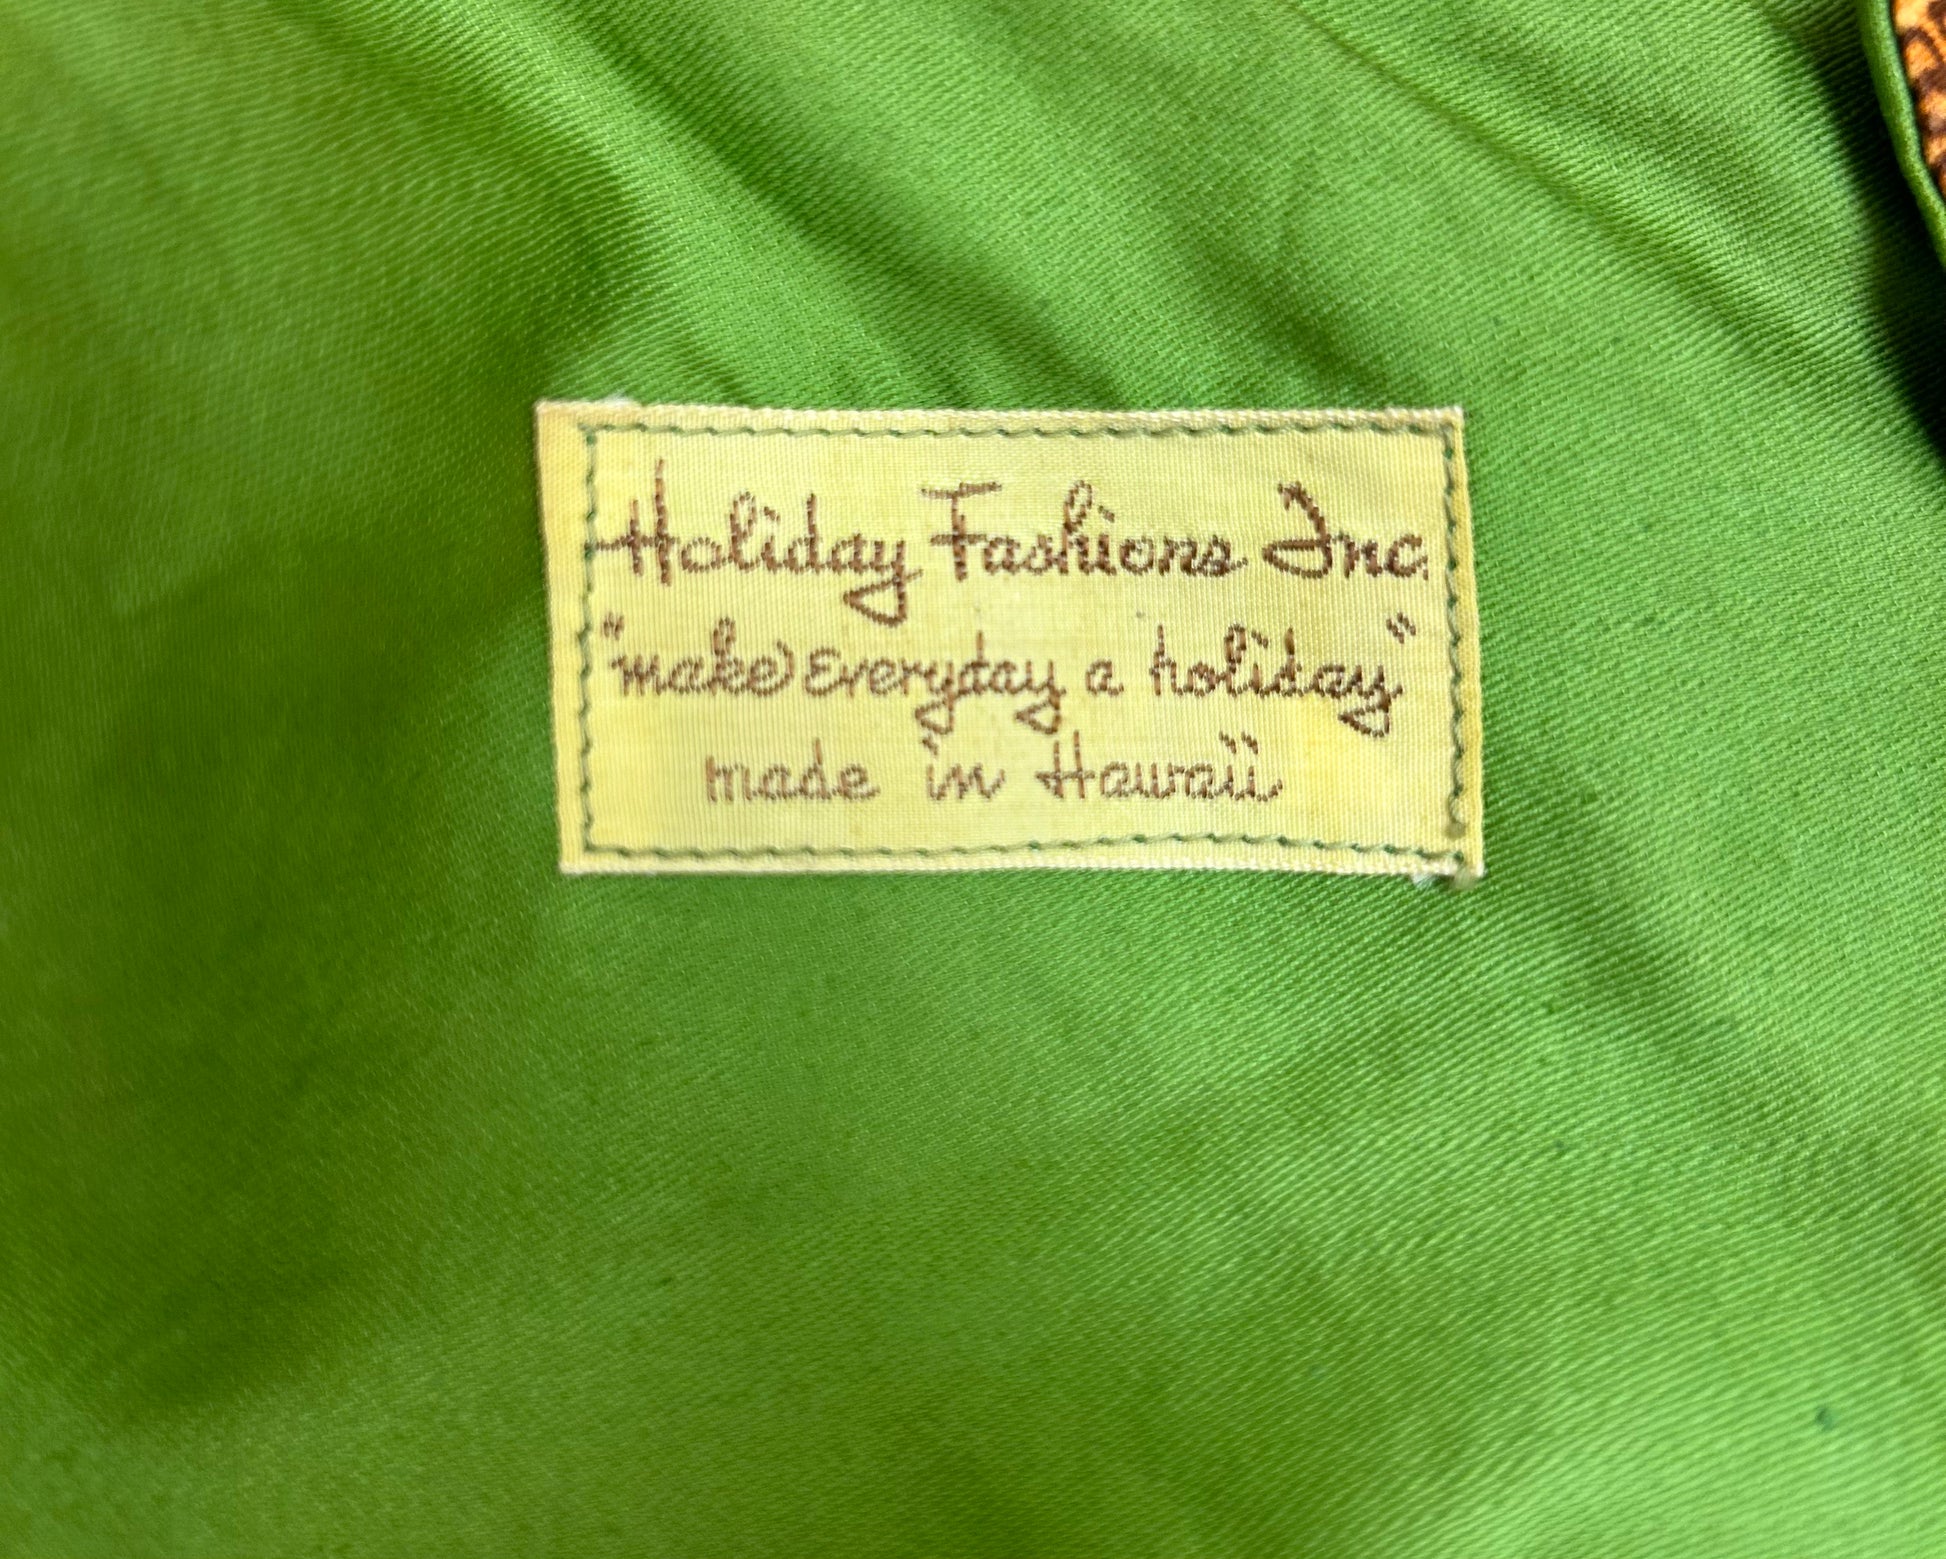 Holiday Fashions Inc.
"make Everyday a holiday"
made in Hawaii